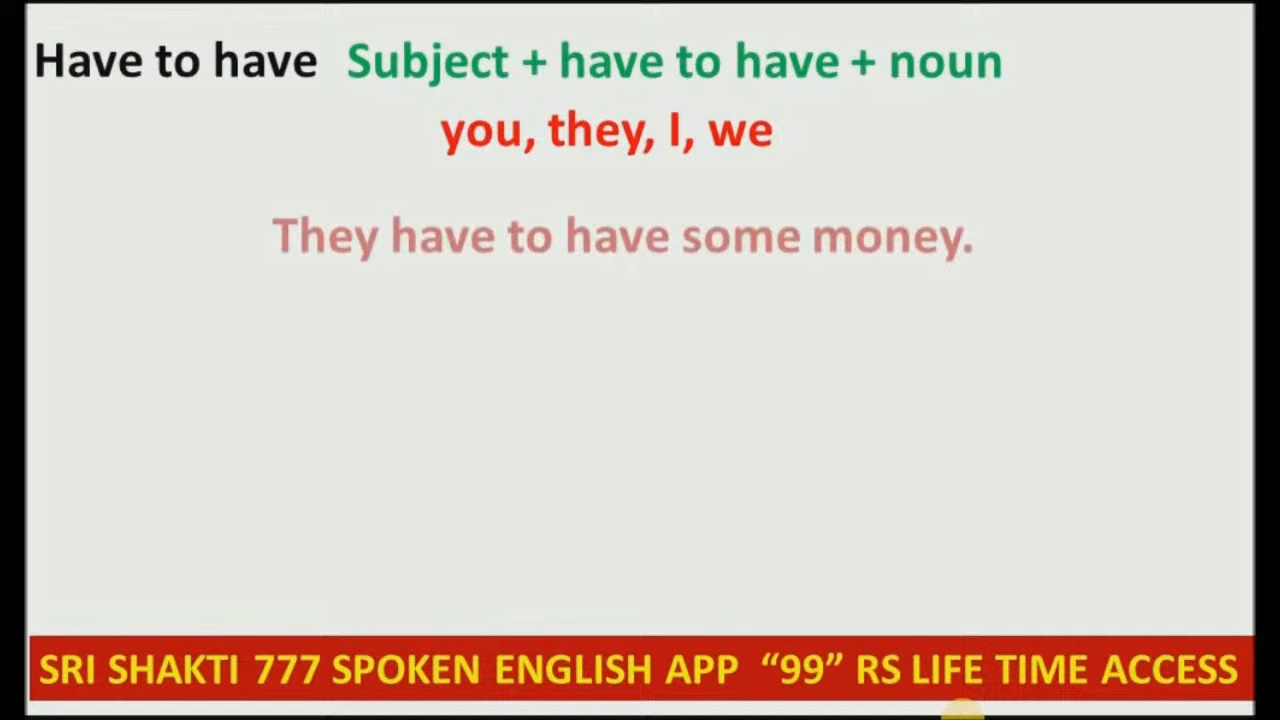 Have to have Subject + have to have + noun
you, they, I, we
They have to have some money.
SRI SHAKTI 777 SPOKEN ENGLISH APP “99” RS LIFE TIME ACCESS